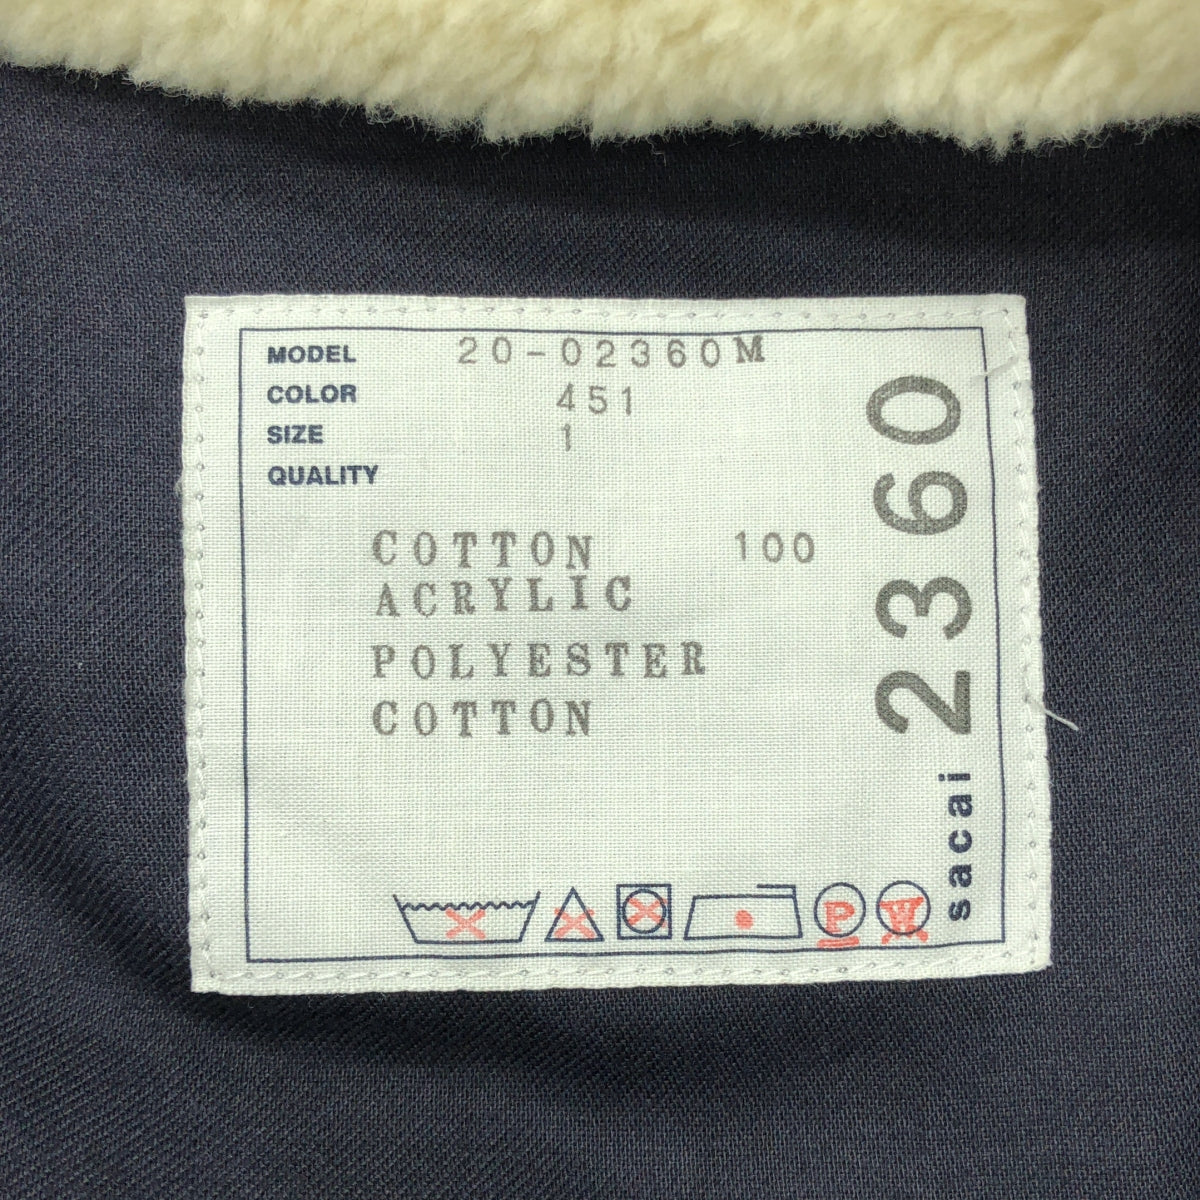 MODEL 20-02360M
COLOR 451
SIZE 1
QUALITY
COTTON 100
ACRYLIC
POLYESTER
COTTON
P W
sacai 2360